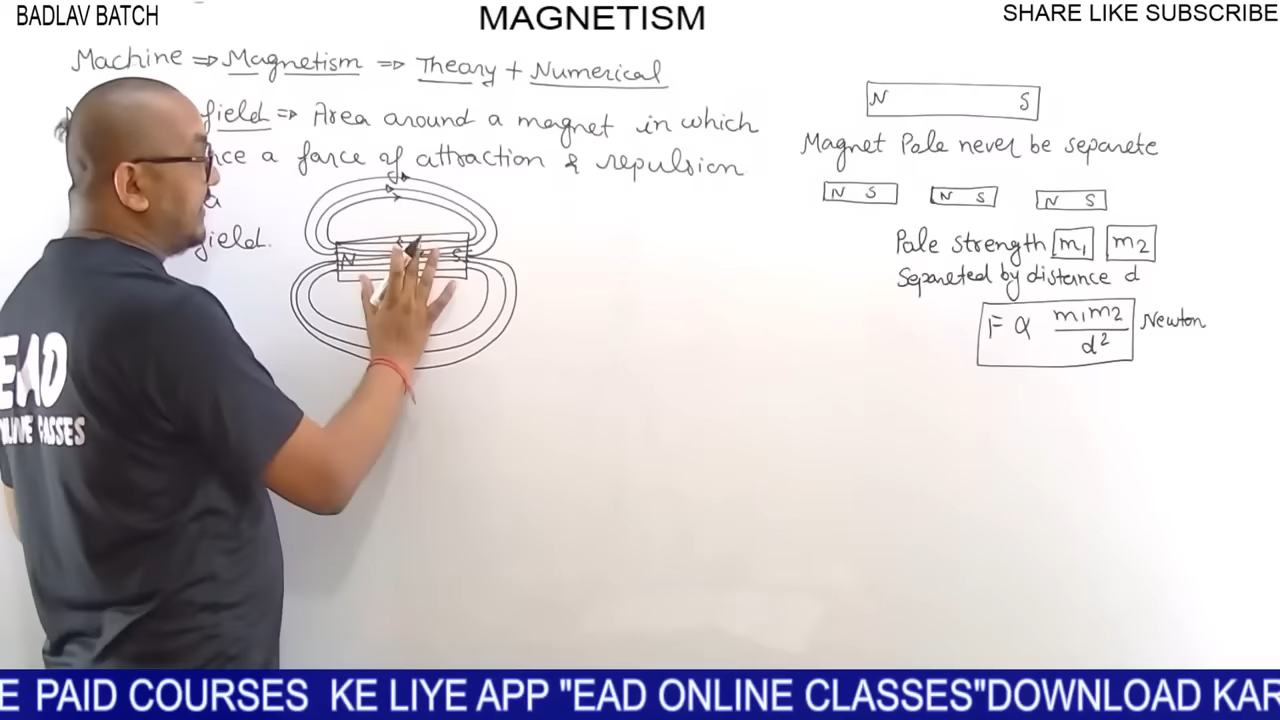 BADLAV BATCH
MAGNETISM
SHARE LIKE SUBSCRIBE
Machine ⇒ Magnetism ⇒ Theory + Numerical
field ⇒ Area around a magnet in which
a force of attraction & repulsion
a
field.
N S
N S
Magnet Pole never be separete
N S N S N S
Pole strength m₁ m₂
Separeted by distance d
F ∝ m₁m₂/d² Newton
EAD
ONLINE CLASSES
E PAID COURSES KE LIYE APP "EAD ONLINE CLASSES"DOWNLOAD KAR